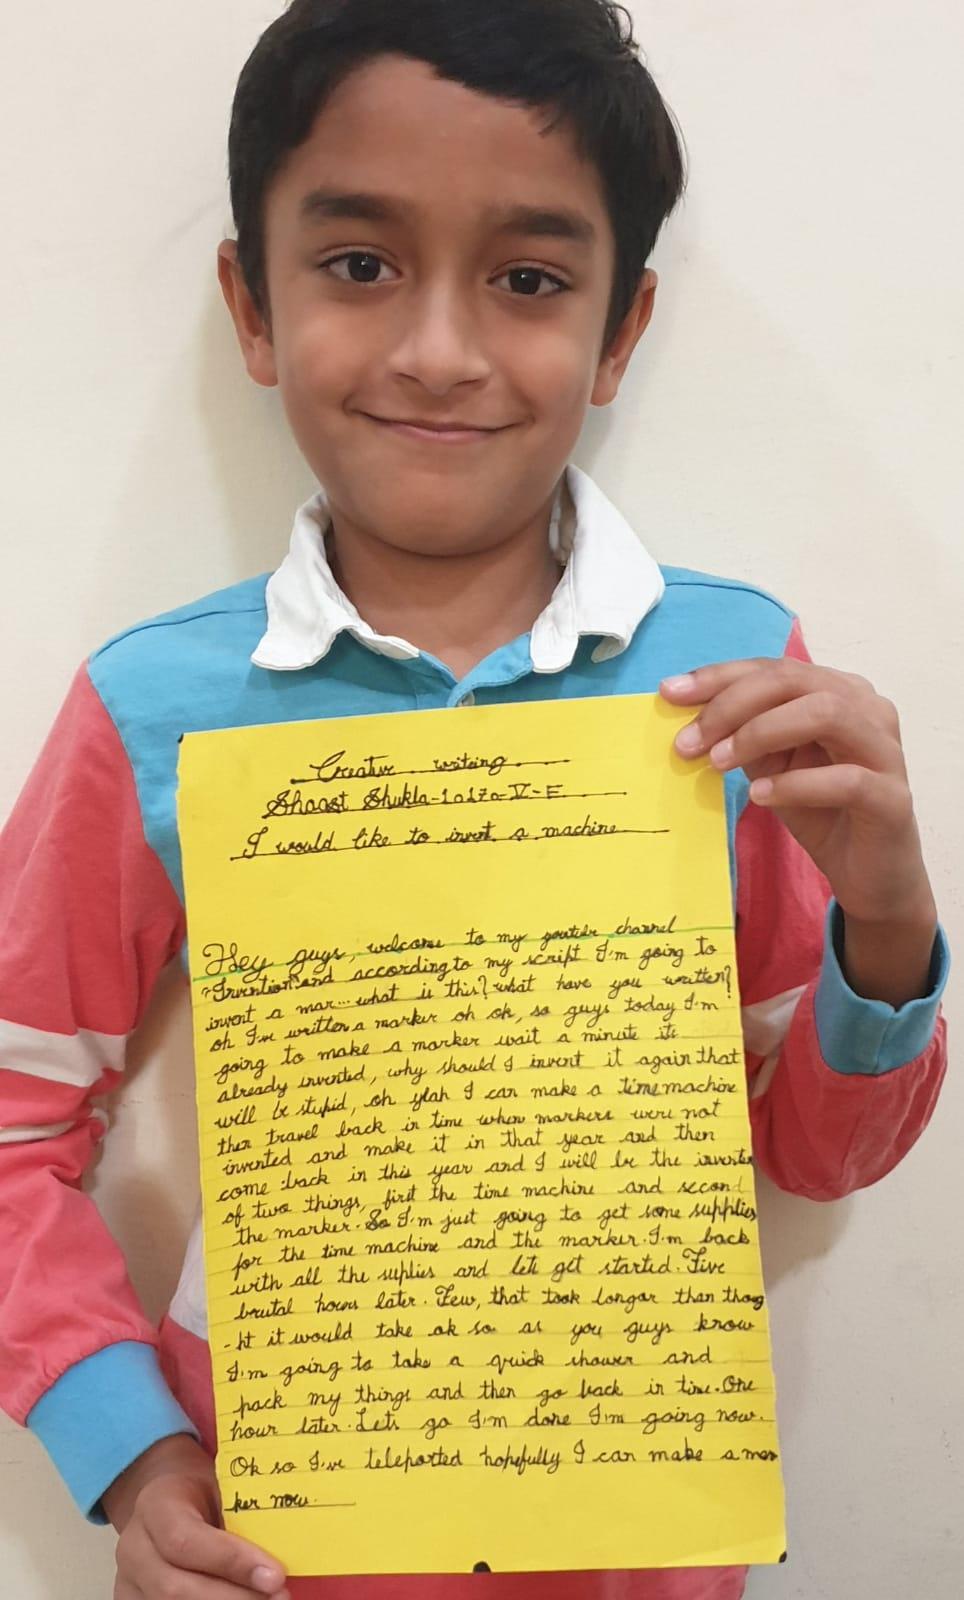 Creative writing
Shaast Shukla-10170-V-E
I would like to invent a machine
Hey guys, welcome to my channel
"Invention" and according to my script I'm going to
invent a mar... what is this? what have you written?
oh I've written a marker oh ok, so guys today I'm
going to make a marker wait a minute its
already invented, why should I invent it again that
will be stupid, oh yeah I can make a time machine
then travel back in time when markers were not
invented and make it in that year and then
come back in this year and I will be the inventer
of two things, first the time machine and second
the marker. So I'm just going to get some supplies
for the time machine and the marker. I'm back
with all the suplies and lets get started. Five
brutal hours later. Few, that took longar than thoug
-ht it would take ok so as you guys know
I'm going to take a quick shower and
pack my things and then go back in time. One
hour later. Lets go I'm done I'm going now.
Ok so I've teleported hopefully I can make a mar
ker now.